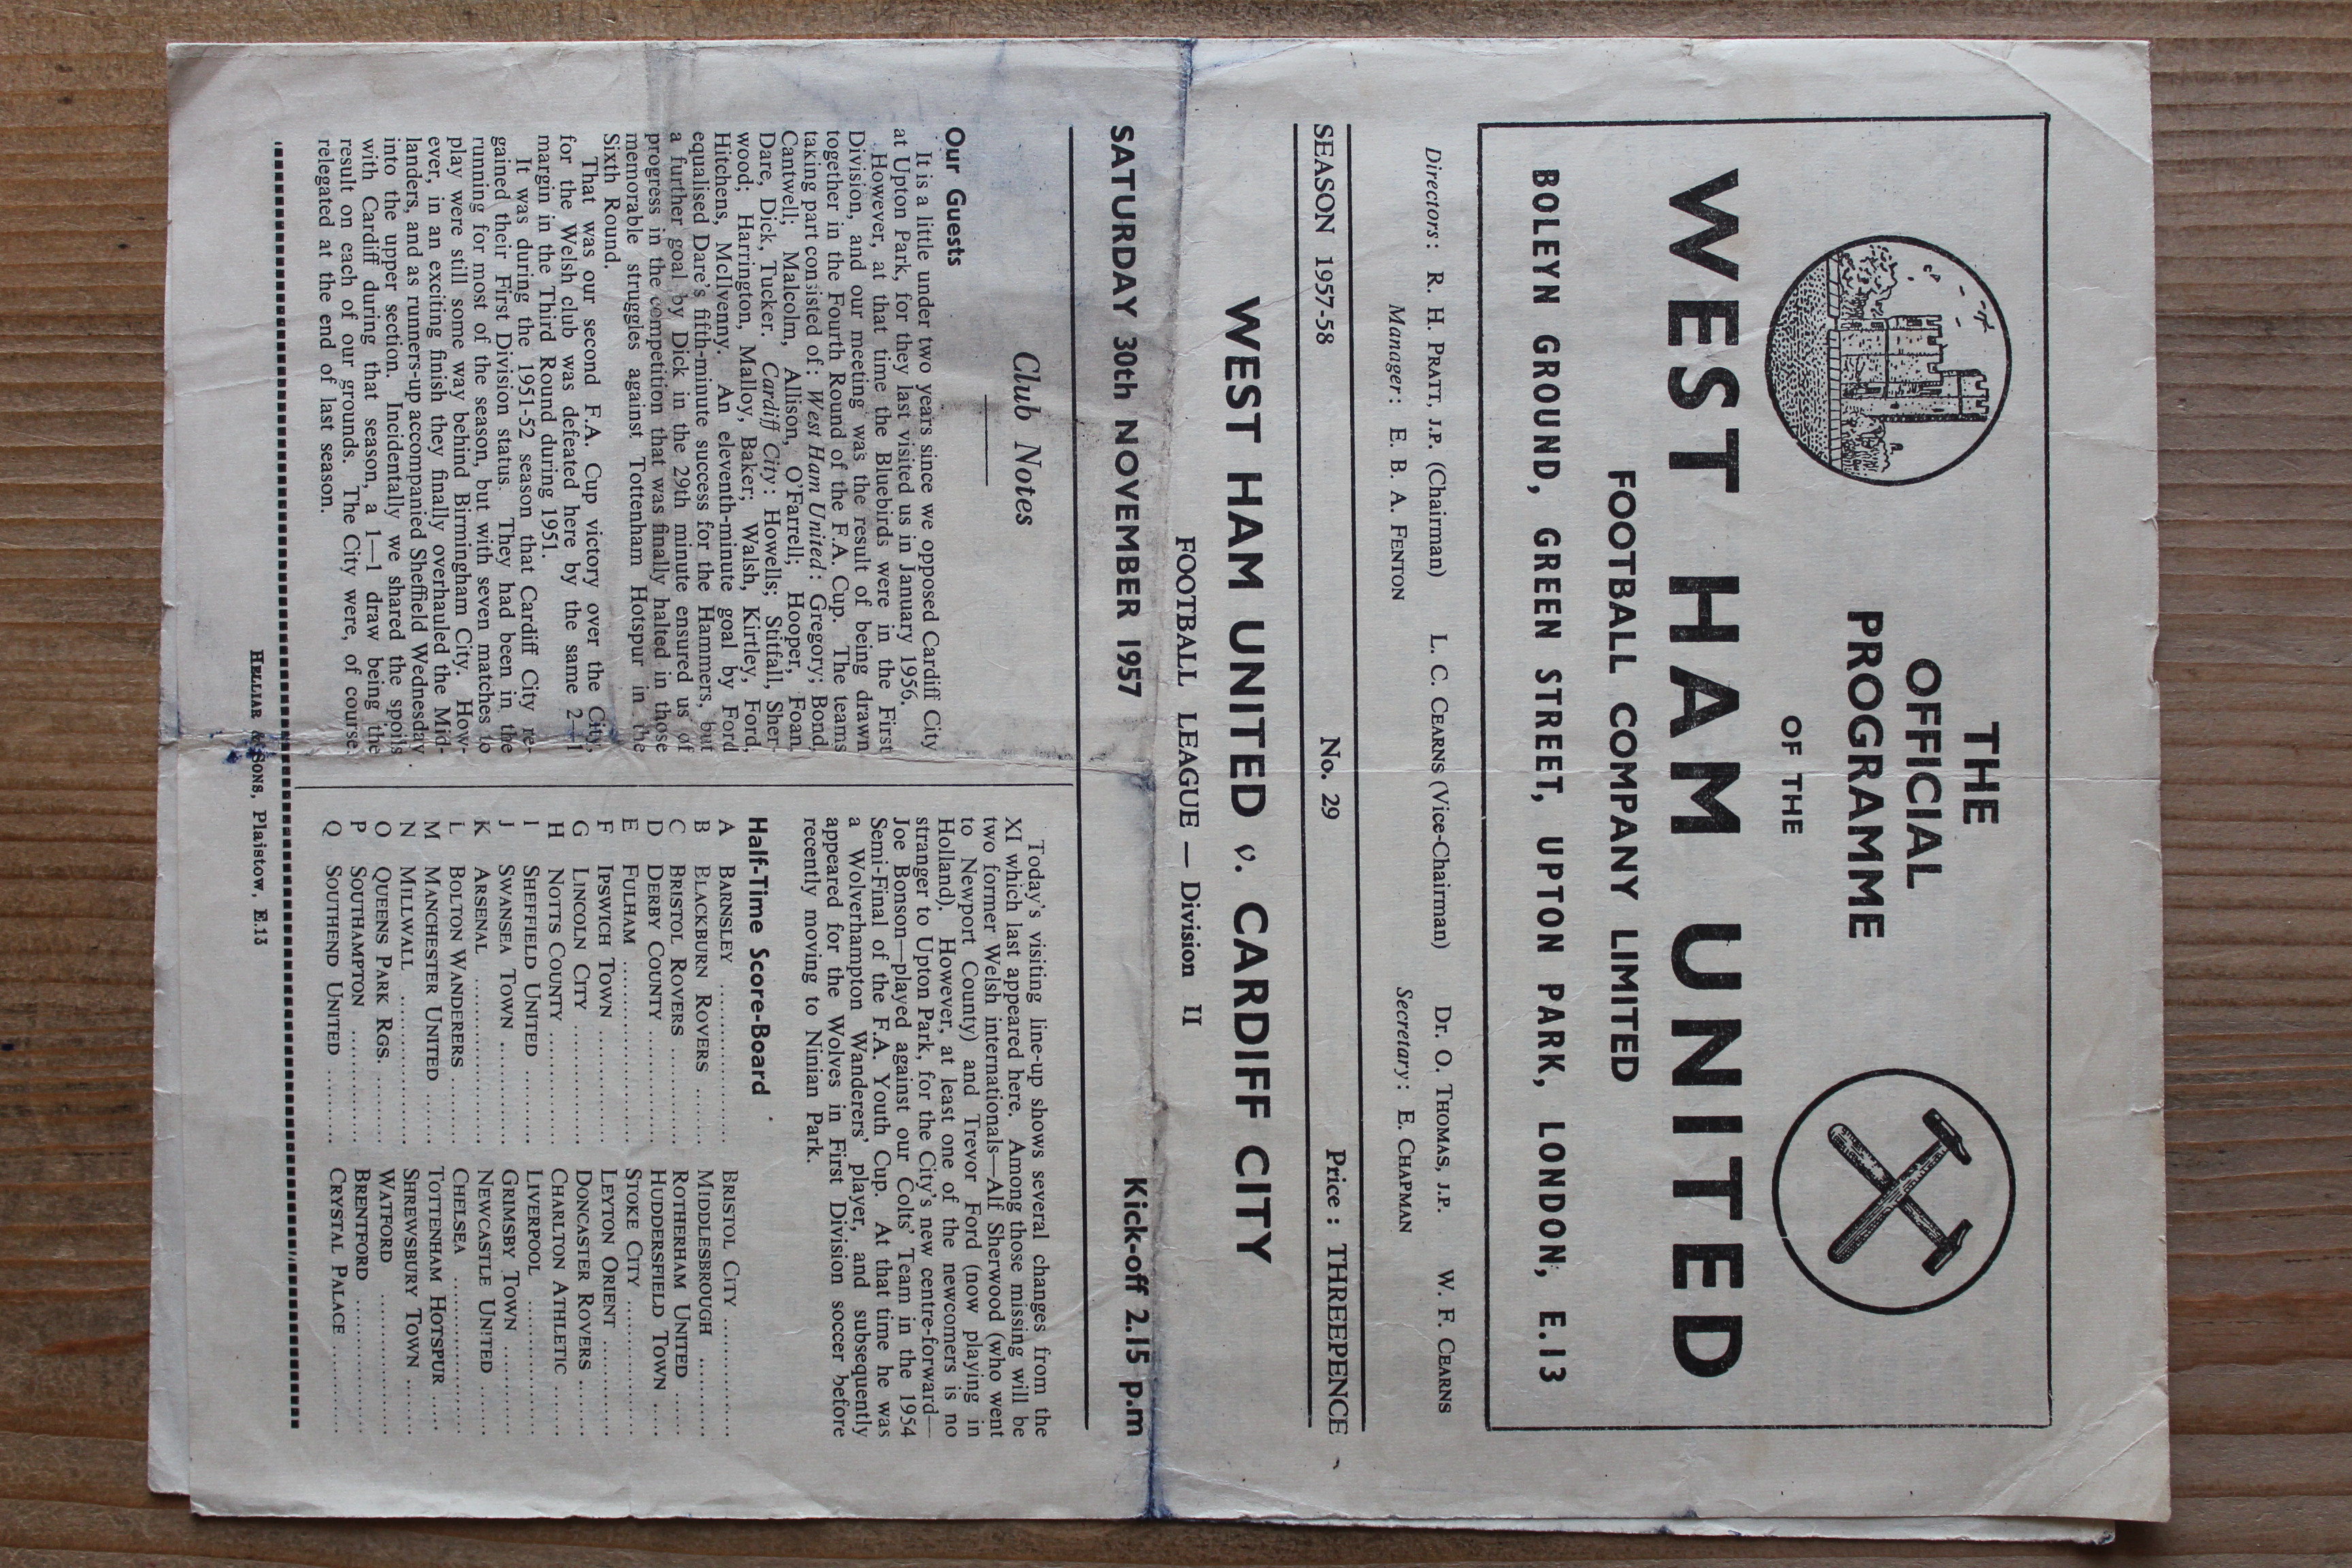 THE
OFFICIAL
PROGRAMME
OF THE
WEST HAM UNITED
FOOTBALL COMPANY LIMITED
BOLEYN GROUND, GREEN STREET, UPTON PARK, LONDON, E.13
Directors: R. H. PRATT, J.P. (Chairman) L. C. CEARNS (Vice-Chairman) Dr. O. THOMAS, J.P. W. F. CEARNS
Manager: E. B. A. FENTON Secretary: E. CHAPMAN
SEASON 1957-58 No. 29 Price: THREEPENCE
WEST HAM UNITED v. CARDIFF CITY
FOOTBALL LEAGUE — Division II
SATURDAY 30th NOVEMBER 1957 Kick-off 2.15 p.m
Club Notes
Our Guests
It is a little under two years since we opposed Cardiff City
at Upton Park, for they last visited us in January 1956.
However, at that time the Bluebirds were in the First
Division, and our meeting was the result of being drawn
together in the Fourth Round of the F.A. Cup. The teams
taking part consisted of: West Ham United: Gregory; Bond,
Cantwell; Malcolm, Allison, O'Farrell; Hooper, Foan,
Dare, Dick, Tucker. Cardiff City: Howells; Stitfall, Sher-
wood; Harrington, Malloy, Baker; Walsh, Kirtley, Ford,
Hitchens, McIlvenny. An eleventh-minute goal by Ford
equalised Dare's fifth-minute success for the Hammers, but
a further goal by Dick in the 29th minute ensured us of
progress in the competition that was finally halted in those
memorable struggles against Tottenham Hotspur in the
Sixth Round.
That was our second F.A. Cup victory over the City,
for the Welsh club was defeated here by the same 2—1
margin in the Third Round during 1951.
It was during the 1951-52 season that Cardiff City re-
gained their First Division status. They had been in the
running for most of the season, but with seven matches to
play were still some way behind Birmingham City. How-
ever, in an exciting finish they finally overhauled the Mid-
landers, and as runners-up accompanied Sheffield Wednesday
into the upper section. Incidentally we shared the spoils
with Cardiff during that season, a 1—1 draw being the
result on each of our grounds. The City were, of course,
relegated at the end of last season.
Today's visiting line-up shows several changes from the
XI which last appeared here. Among those missing will be
two former Welsh internationals—Alf Sherwood (who went
to Newport County) and Trevor Ford (now playing in
Holland). However, at least one of the newcomers is no
stranger to Upton Park, for the City's new centre-forward—
Joe Bonson—played against our Colts' Team in the 1954
Semi-Final of the F.A. Youth Cup. At that time he was
a Wolverhampton Wanderers' player, and subsequently
appeared for the Wolves in First Division soccer before
recently moving to Ninian Park.
Half-Time Score-Board
A BARNSLEY ............ BRISTOL CITY ............
B BLACKBURN ROVERS ...... MIDDLESBROUGH .........
C BRISTOL ROVERS ......... ROTHERHAM UNITED ......
D DERBY COUNTY ............ HUDDERSFIELD TOWN ....
E FULHAM ............ STOKE CITY ............
F IPSWICH TOWN ............ LEYTON ORIENT .........
G LINCOLN CITY ............ DONCASTER ROVERS ......
H NOTTS COUNTY ............ CHARLTON ATHLETIC ......
I SHEFFIELD UNITED ......... LIVERPOOL ............
J SWANSEA TOWN ............ GRIMSBY TOWN .........
K ARSENAL ............ NEWCASTLE UNITED ......
L BOLTON WANDERERS ...... CHELSEA ............
M MANCHESTER UNITED ...... TOTTENHAM HOTSPUR ....
N MILLWALL ............ SHREWSBURY TOWN ......
O QUEENS PARK RGS. ...... WATFORD ............
P SOUTHAMPTON ............ BRENTFORD ............
Q SOUTHEND UNITED ......... CRYSTAL PALACE .........
HELLIAR & SONS, Plaistow, E.13